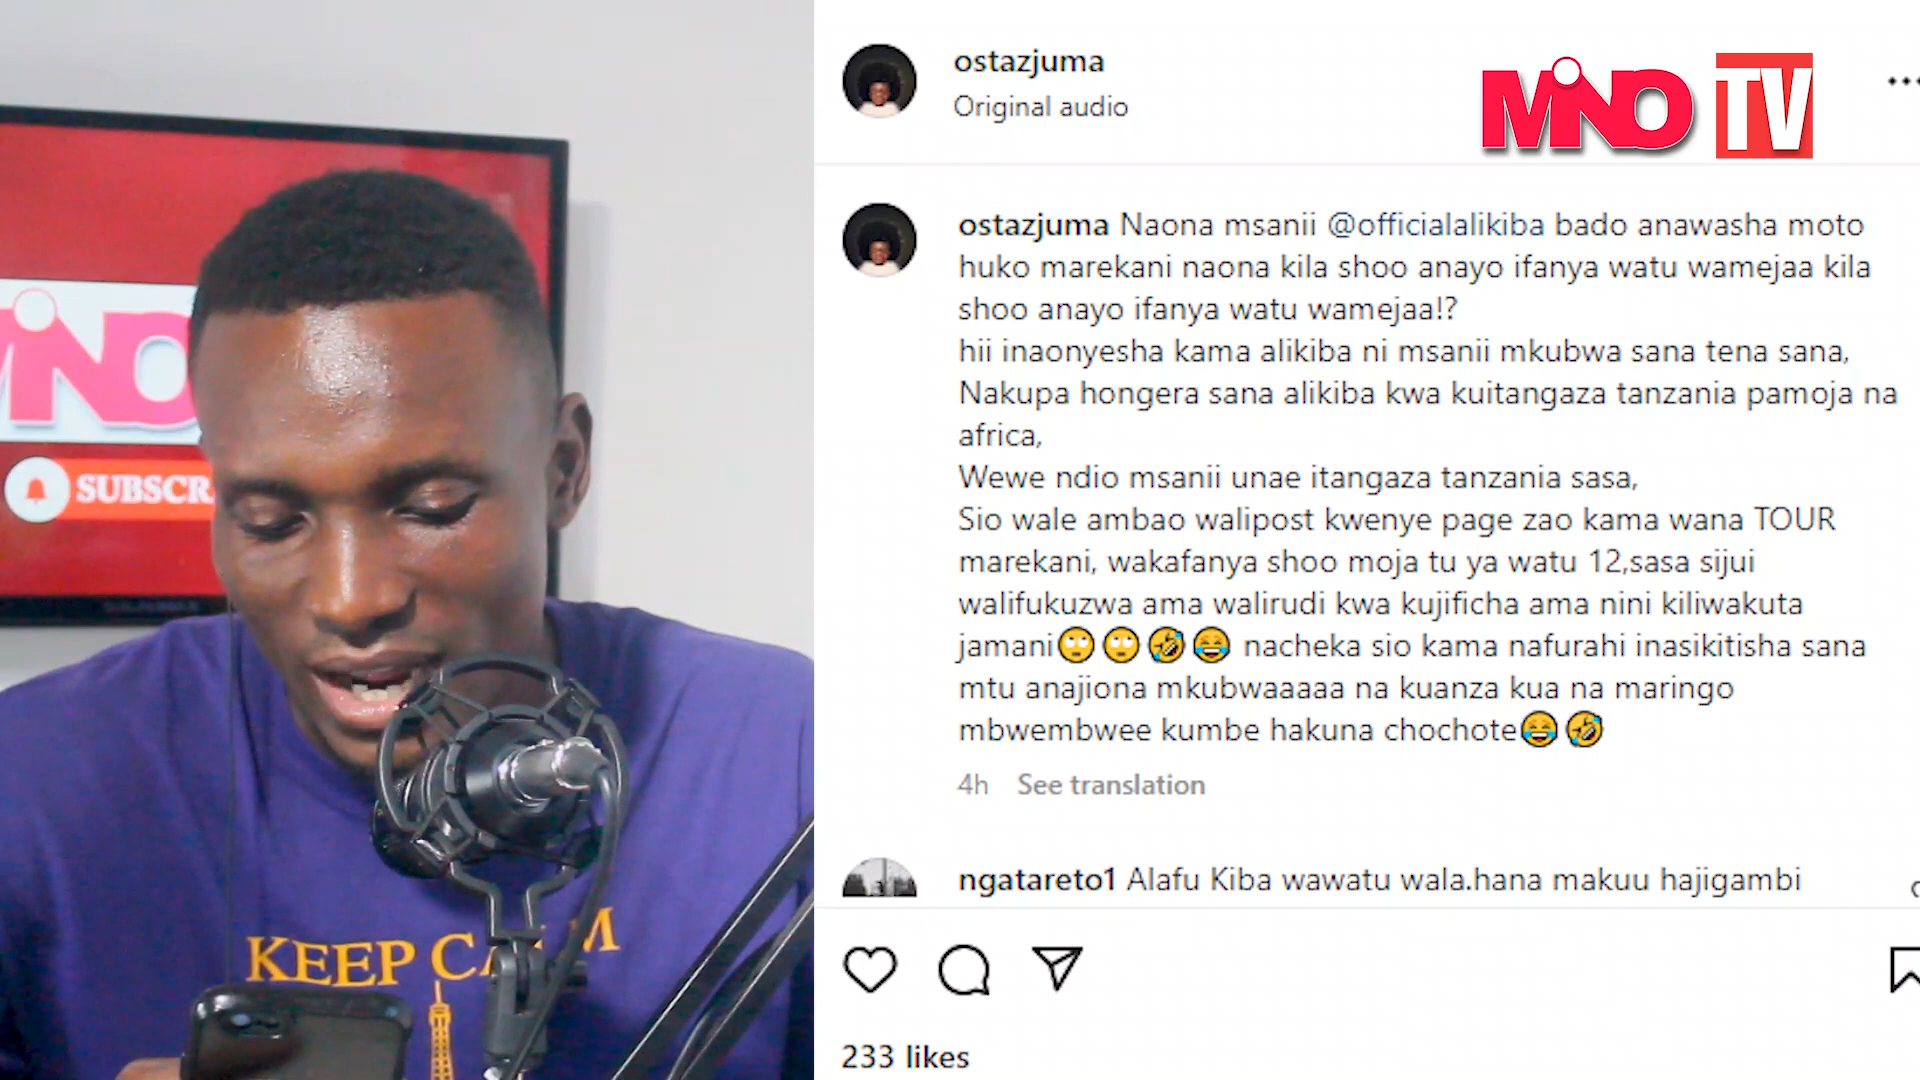 MNO TV
ostazjuma
Original audio
ostazjuma Naona msanii @officialalikiba bado anawasha moto
huko marekani naona kila shoo anayo ifanya watu wamejaa kila
shoo anayo ifanya watu wamejaa!?
hii inaonyesha kama alikiba ni msanii mkubwa sana tena sana,
Nakupa hongera sana alikiba kwa kuitangaza tanzania pamoja na
africa,
Wewe ndio msanii unae itangaza tanzania sasa,
Sio wale ambao walipost kwenye page zao kama wana TOUR
marekani, wakafanya shoo moja tu ya watu 12,sasa sijui
walifukuzwa ama walirudi kwa kujificha ama nini kiliwakuta
jamani🙄🙄🤣😂 nacheka sio kama nafurahi inasikitisha sana
mtu anajiona mkubwaaaaa na kuanza kua na maringo
mbwembwee kumbe hakuna chochote😂🤣
4h See translation
ngatareto1 Alafu Kiba wawatu wala.hana makuu hajigambi
233 likes
SUBSCR
KEEP CALM